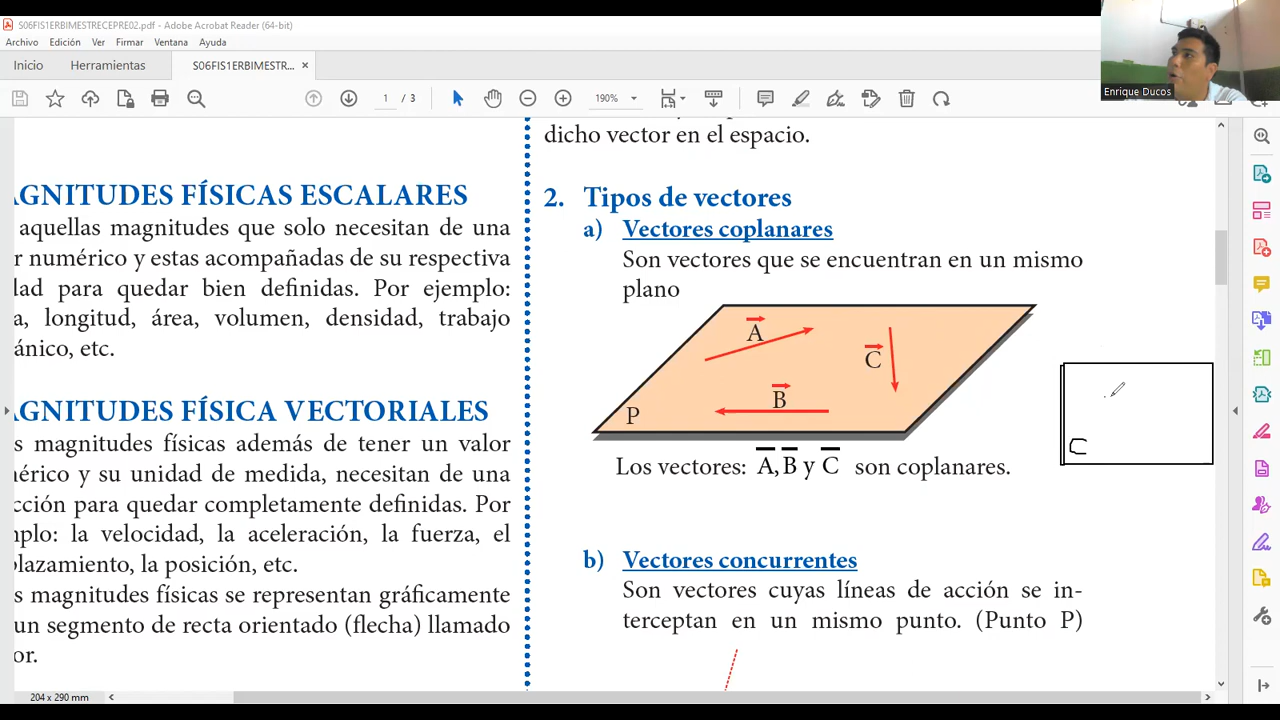 S06FIS1ERBIMESTRECEPRE02.pdf - Adobe Acrobat Reader (64-bit)
Archivo Edición Ver Firmar Ventana Ayuda
Inicio Herramientas S06FIS1ERBIMESTR... ×
1 / 3 190%
Enrique Ducos
AGNITUDES FÍSICAS ESCALARES
aquellas magnitudes que solo necesitan de una
r numérico y estas acompañadas de su respectiva
dad para quedar bien definidas. Por ejemplo:
a, longitud, área, volumen, densidad, trabajo
ánico, etc.
AGNITUDES FÍSICA VECTORIALES
s magnitudes físicas además de tener un valor
érico y su unidad de medida, necesitan de una
cción para quedar completamente definidas. Por
mplo: la velocidad, la aceleración, la fuerza, el
plazamiento, la posición, etc.
s magnitudes físicas se representan gráficamente
un segmento de recta orientado (flecha) llamado
or.
dicho vector en el espacio.
2. Tipos de vectores
a) Vectores coplanares
Son vectores que se encuentran en un mismo
plano
A
C
B
P
Los vectores: A, B y C son coplanares.
b) Vectores concurrentes
Son vectores cuyas líneas de acción se in-
terceptan en un mismo punto. (Punto P)
204 x 290 mm